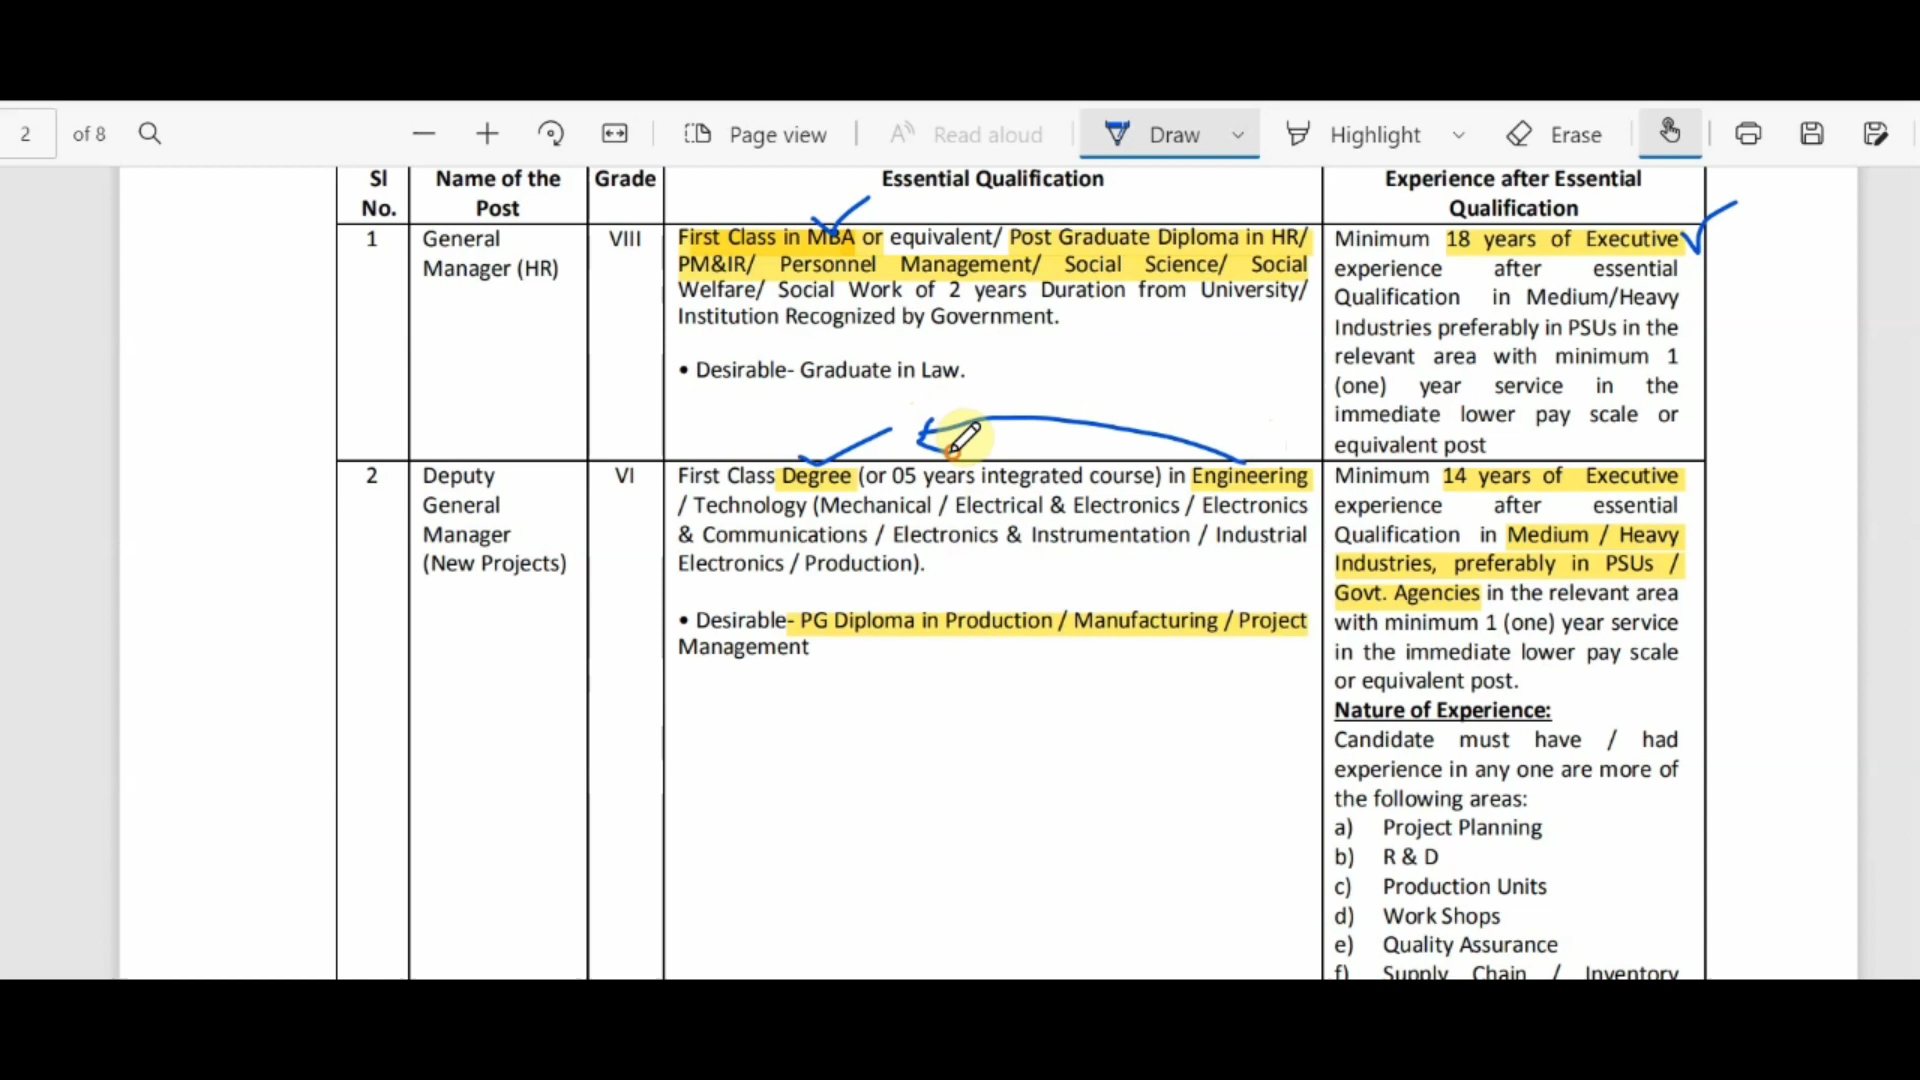 2 of 8 Page view Read aloud Draw Highlight Erase
Sl No. Name of the Post Grade Essential Qualification Experience after Essential Qualification
1
General
Manager (HR)
VIII
First Class in MBA or equivalent/ Post Graduate Diploma in HR/
PM&IR/ Personnel Management/ Social Science/ Social
Welfare/ Social Work of 2 years Duration from University/
Institution Recognized by Government.
• Desirable- Graduate in Law.
Minimum 18 years of Executive
experience after essential
Qualification in Medium/Heavy
Industries preferably in PSUs in the
relevant area with minimum 1
(one) year service in the
immediate lower pay scale or
equivalent post
2
Deputy
General
Manager
(New Projects)
VI
First Class Degree (or 05 years integrated course) in Engineering
/ Technology (Mechanical / Electrical & Electronics / Electronics
& Communications / Electronics & Instrumentation / Industrial
Electronics / Production).
• Desirable- PG Diploma in Production / Manufacturing / Project
Management
Minimum 14 years of Executive
experience after essential
Qualification in Medium / Heavy
Industries, preferably in PSUs /
Govt. Agencies in the relevant area
with minimum 1 (one) year service
in the immediate lower pay scale
or equivalent post.
Nature of Experience:
Candidate must have / had
experience in any one are more of
the following areas:
a) Project Planning
b) R & D
c) Production Units
d) Work Shops
e) Quality Assurance
f) Supply Chain / Inventory